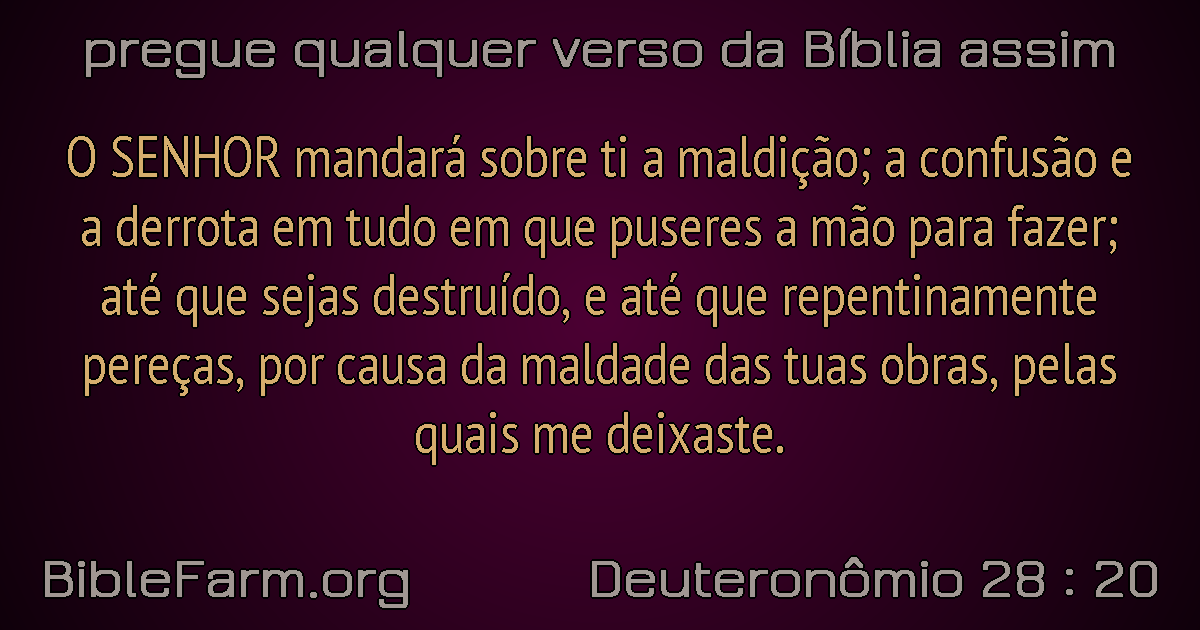 pregue qualquer verso da Bíblia assim
O SENHOR mandará sobre ti a maldição; a confusão e
a derrota em tudo em que puseres a mão para fazer;
até que sejas destruído, e até que repentinamente
pereças, por causa da maldade das tuas obras, pelas
quais me deixaste.
BibleFarm.org
Deuteronômio 28 : 20